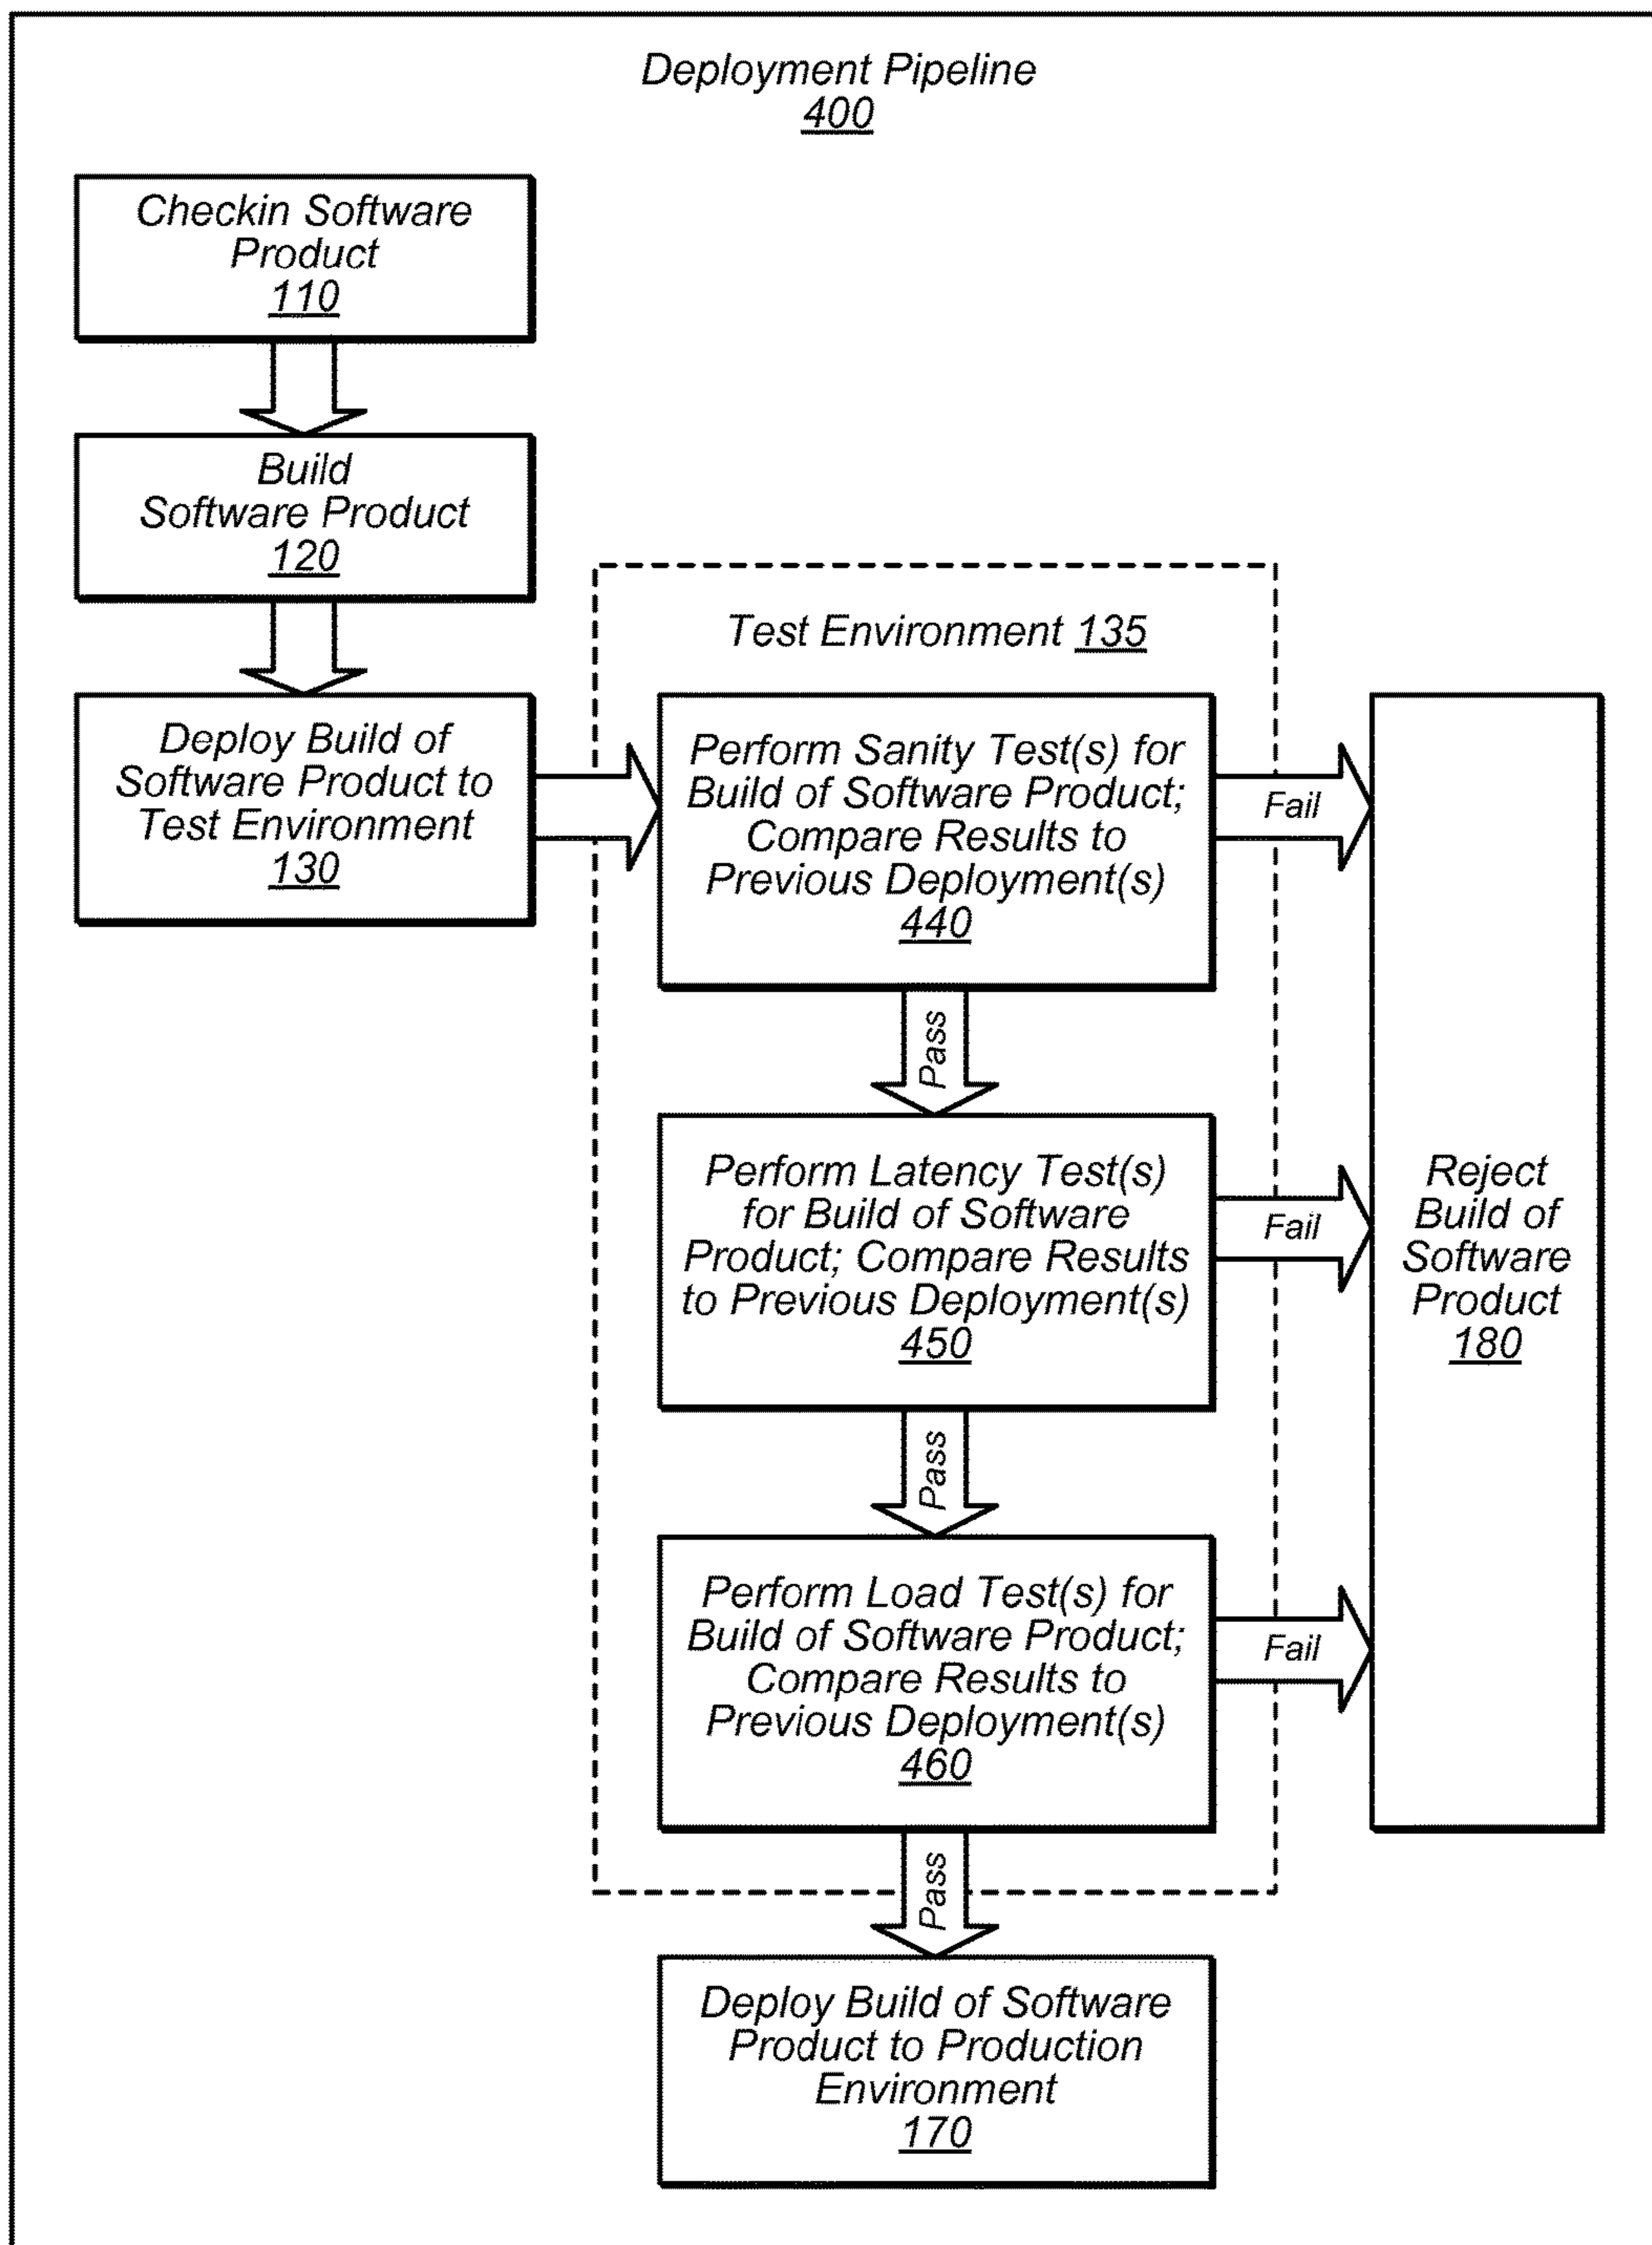 Deployment Pipeline
400
Checkin Software
Product
110
Build
Software Product
120
Deploy Build of
Software Product to
Test Environment
130
Test Environment 135
Perform Sanity Test(s) for
Build of Software Product;
Compare Results to
Previous Deployment(s)
440
Fail
Pass
Perform Latency Test(s)
for Build of Software
Product; Compare Results
to Previous Deployment(s)
450
Fail
Reject
Build of
Software
Product
180
Pass
Perform Load Test(s) for
Build of Software Product;
Compare Results to
Previous Deployment(s)
460
Fail
Pass
Deploy Build of Software
Product to Production
Environment
170